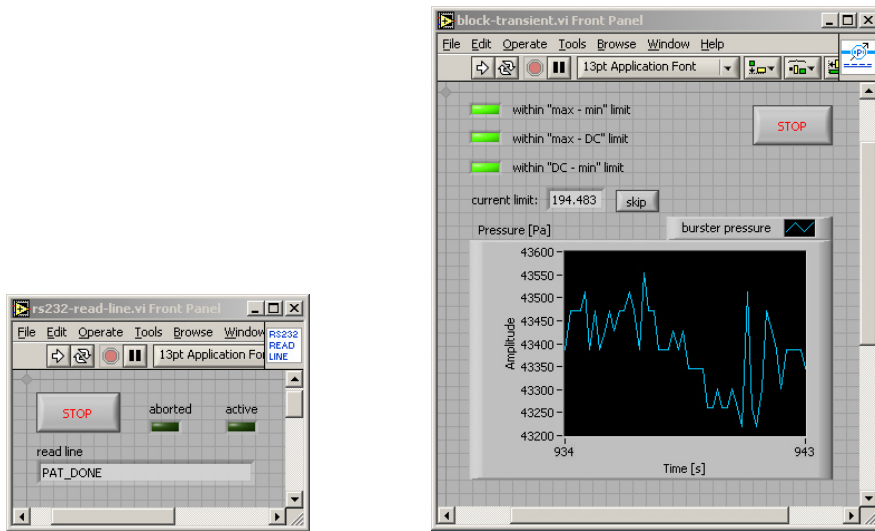 block-transient.vi Front Panel
File Edit Operate Tools Browse Window Help
13pt Application Font
P
within "max - min" limit
STOP
within "max - DC" limit
within "DC - min" limit
current limit: 194.483 skip
Pressure [Pa] burster pressure
43600
43550
43500
43450
43400
43350
43300
43250
43200
Amplitude
934 943
Time [s]
rs232-read-line.vi Front Panel
File Edit Operate Tools Browse Window
RS232
READ
LINE
13pt Application Fo
STOP aborted active
read line
PAT_DONE